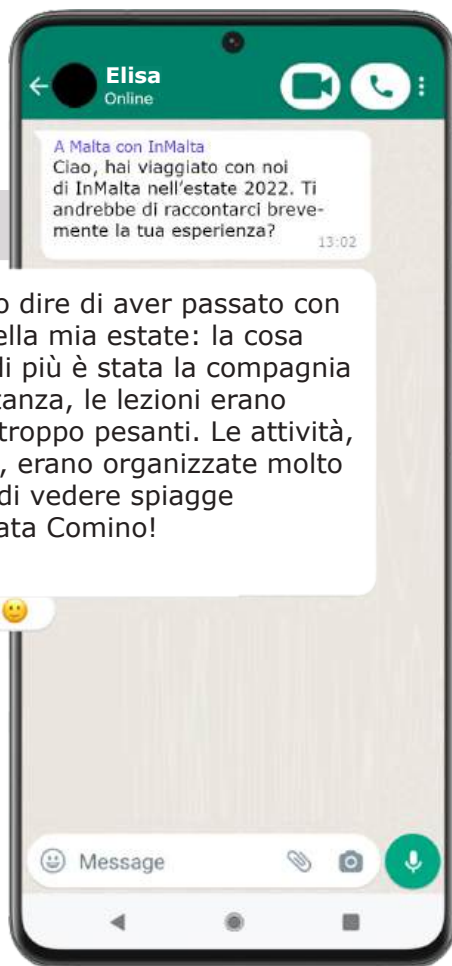 Elisa
Online
A Malta con InMalta
Ciao, hai viaggiato con noi
di InMalta nell'estate 2022. Ti
andrebbe di raccontarci breve-
mente la tua esperienza?
13:02
o dire di aver passato con
ella mia estate: la cosa
di più è stata la compagnia
tanza, le lezioni erano
troppo pesanti. Le attività,
, erano organizzate molto
di vedere spiagge
ata Comino!
Message